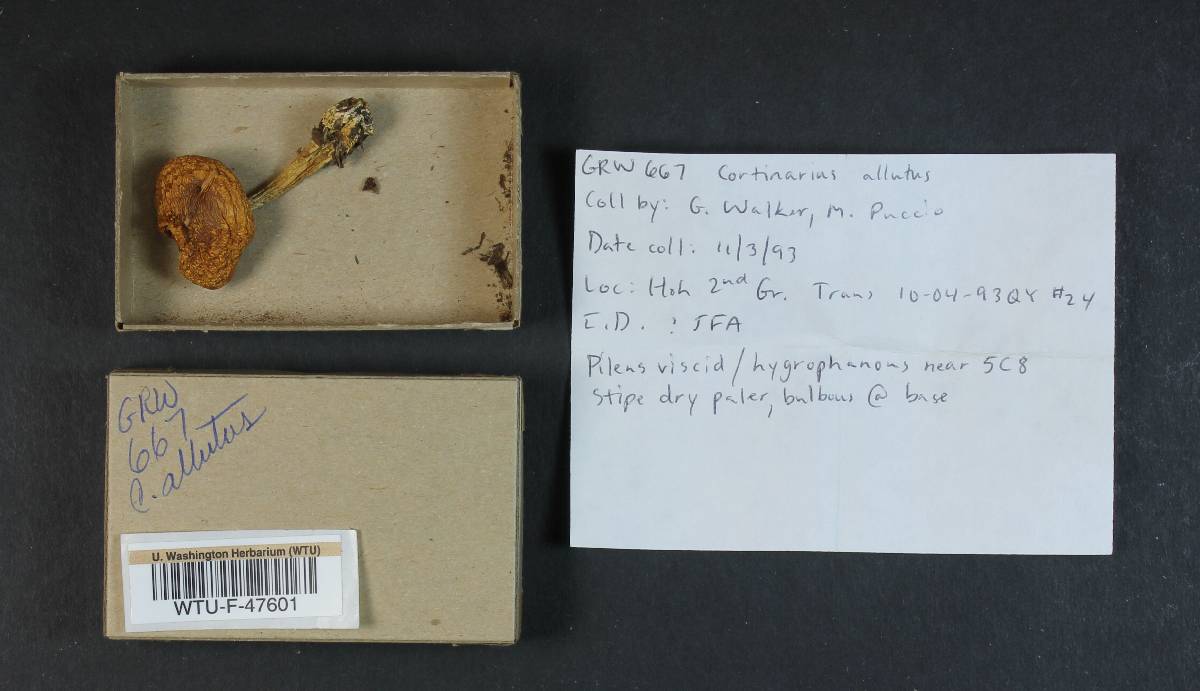 GRW 667 Cortinarius allutus
Coll by: G. Walker, M. Puccio
Date coll: 11/3/93
Loc: Hoh 2nd Gr. Trans 10-04-93QY #24
I.D. : JFA
Pileus viscid/hygrophanous near 5C8
Stipe dry paler, bulbous @ base
GRW
667
C. allutus
U. Washington Herbarium (WTU)
WTU-F-47601